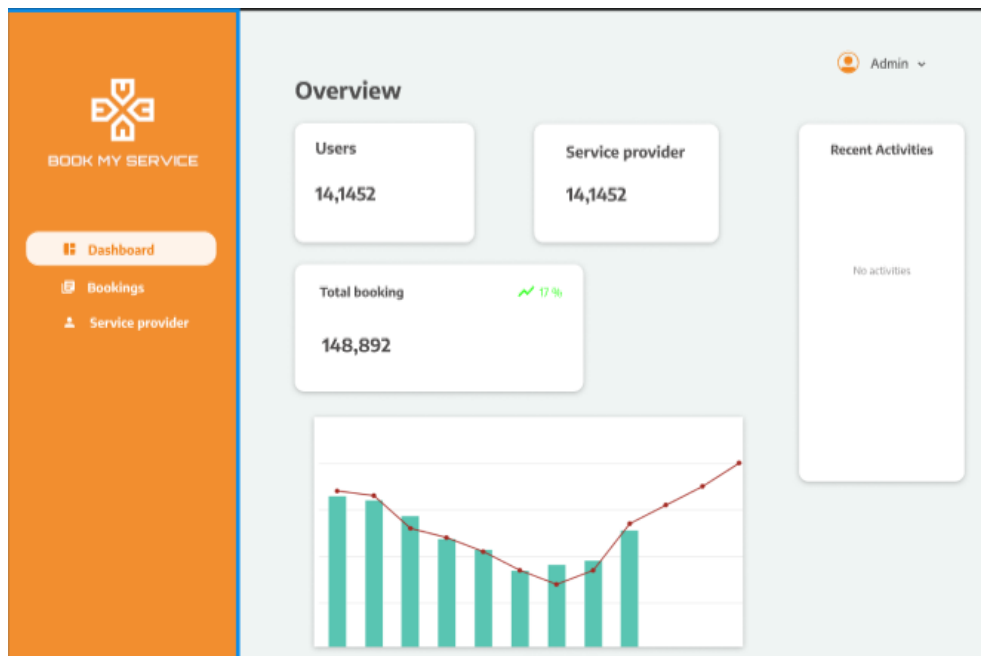 BOOK MY SERVICE
Dashboard
Bookings
Service provider
Admin
Overview
Users
14,1452
Service provider
14,1452
Total booking
17 %
148,892
Recent Activities
No activities